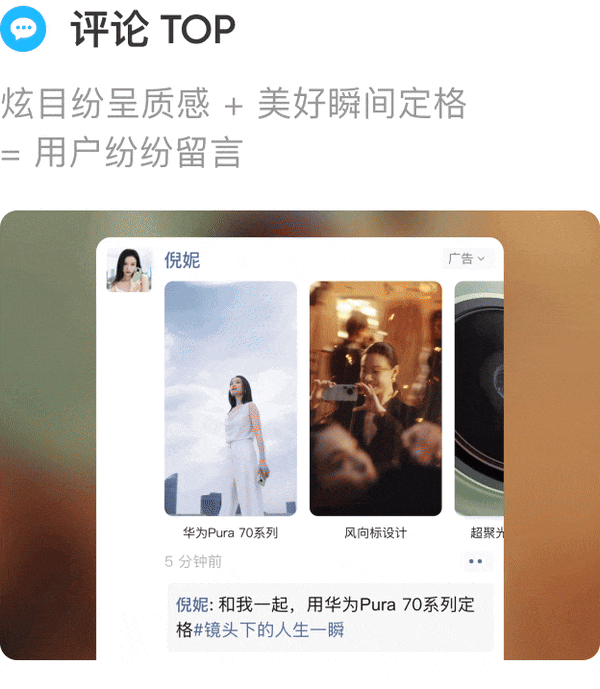 评论 TOP
炫目纷呈质感 + 美好瞬间定格
= 用户纷纷留言
倪妮
广告
华为Pura 70系列
风向标设计
超聚光
5 分钟前
倪妮: 和我一起，用华为Pura 70系列定
格#镜头下的人生一瞬